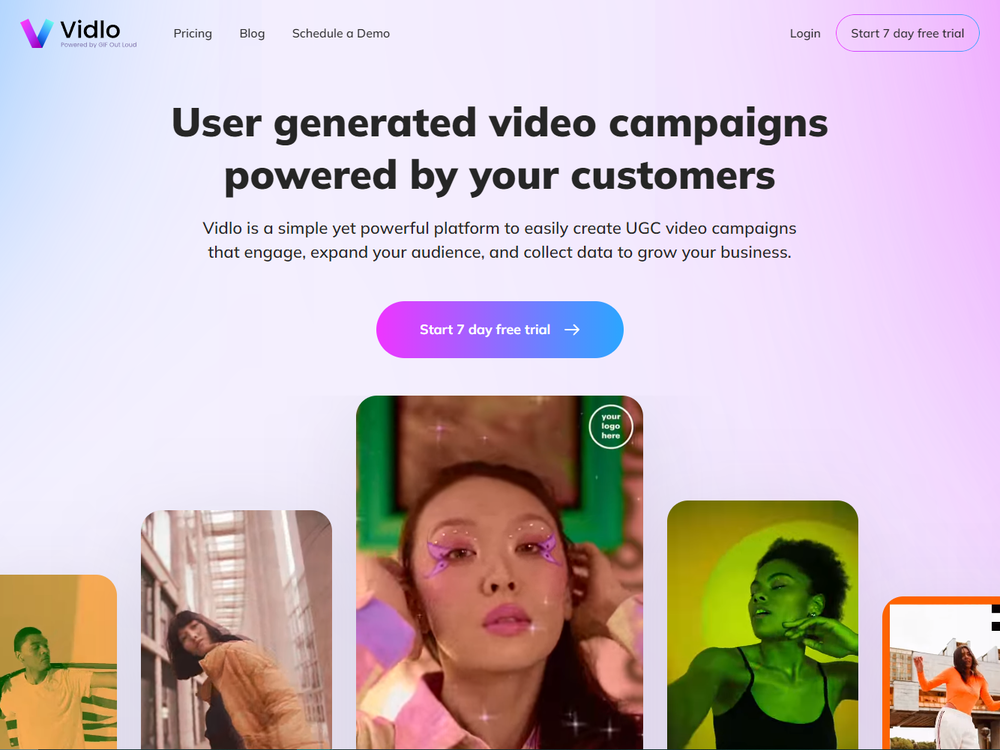 Vidlo
Powered by GIF Out Loud
Pricing
Blog
Schedule a Demo
Login
Start 7 day free trial
User generated video campaigns
powered by your customers
Vidlo is a simple yet powerful platform to easily create UGC video campaigns
that engage, expand your audience, and collect data to grow your business.
Start 7 day free trial
your
logo
here